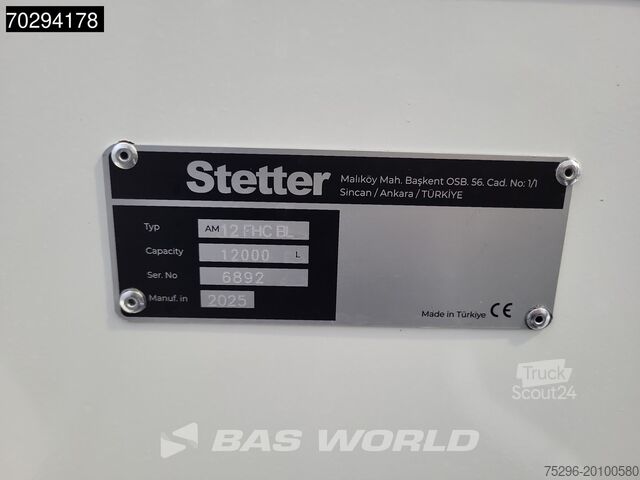 70294178
Stetter
Malıköy Mah. Başkent OSB. 56. Cad. No: 1/1
Sincan / Ankara / TÜRKİYE
Typ AM 12 FHC BL
Capacity 12000 L
Ser. No 6892
Manuf. in 2025
Made in Türkiye CE
Truck
Scout24
BAS WORLD
75296-20100580